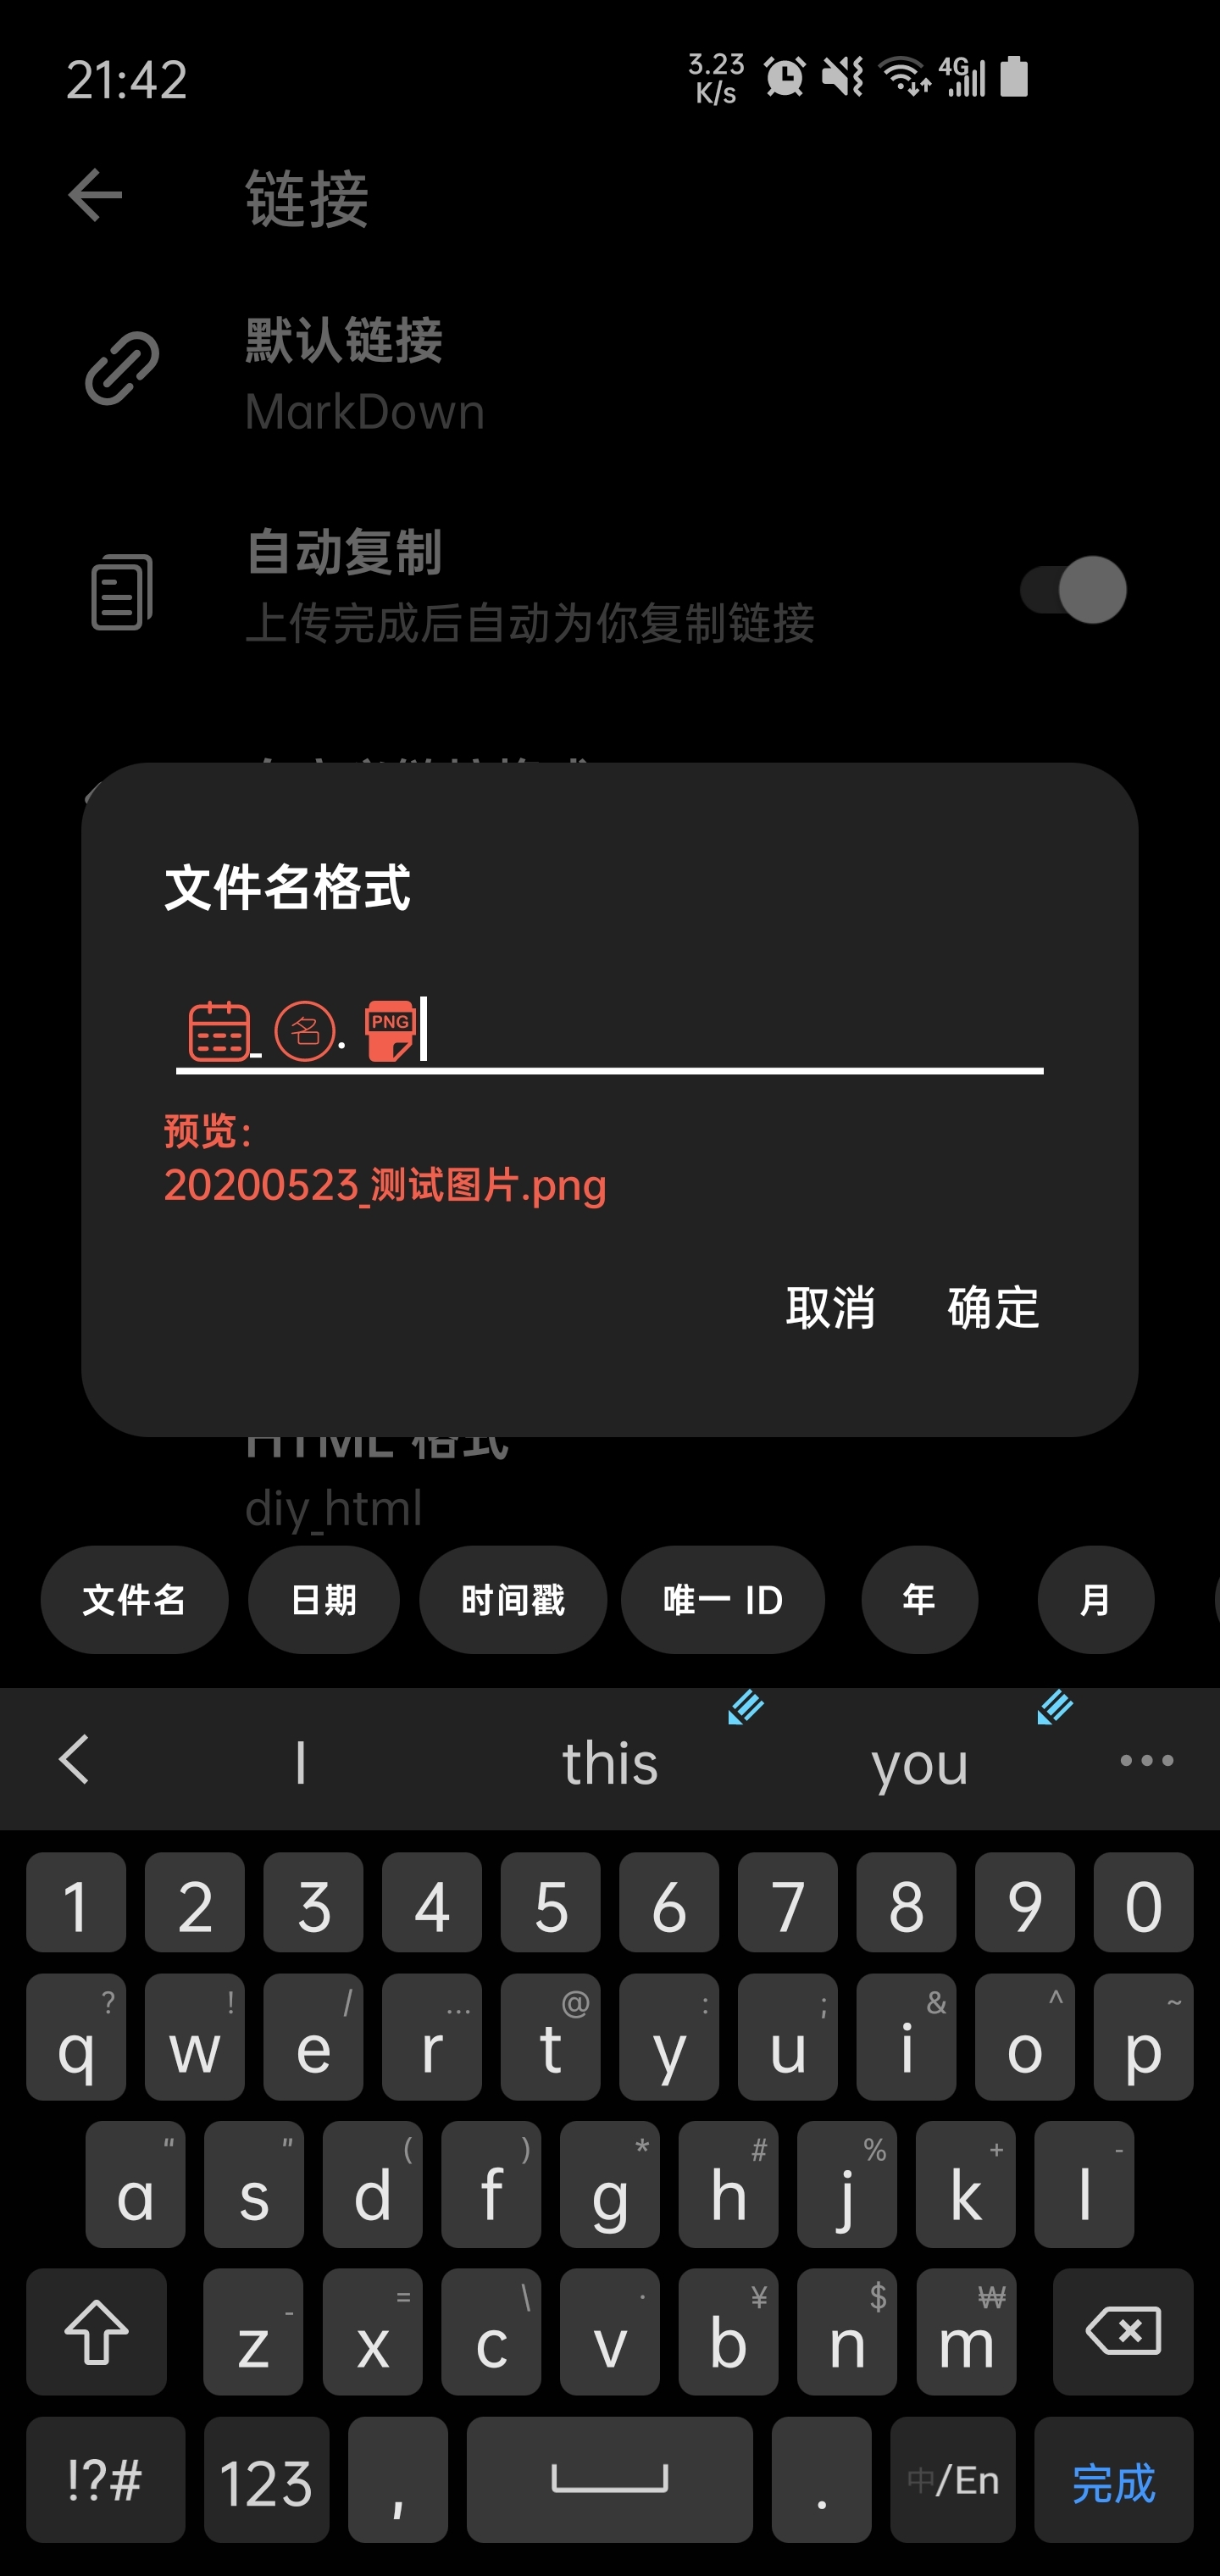 21:42
3.23
K/s
4G
链接
默认链接
MarkDown
自动复制
上传完成后自动为你复制链接
文件名格式
_ 名. PNG
预览：
20200523_测试图片.png
取消 确定
HTML 格式
diy_html
文件名 日期 时间戳 唯一 ID 年 月
I this you
1 2 3 4 5 6 7 8 9 0
? ! / ... @ : ; & ^ ~
q w e r t y u i o p
" " ( ) * # % + -
a s d f g h j k l
- = \ · ¥ $ ₩
z x c v b n m
!?# 123 , . 中/En 完成